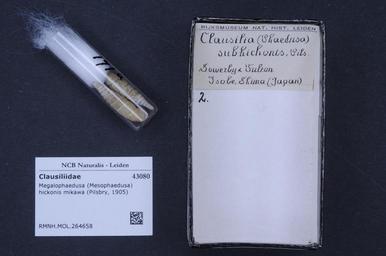 RIJKSMUSEUM NAT. HIST. LEIDEN
Clausilia (Phaedusa)
subhickonis. Pils.
Sowerby & Fulton
Isobe, Shima (Japan)
2.
NCB Naturalis - Leiden
Clausiliidae 43080
Megalophaedusa (Mesophaedusa)
hickonis mikawa (Pilsbry, 1905)
RMNH.MOL.264658